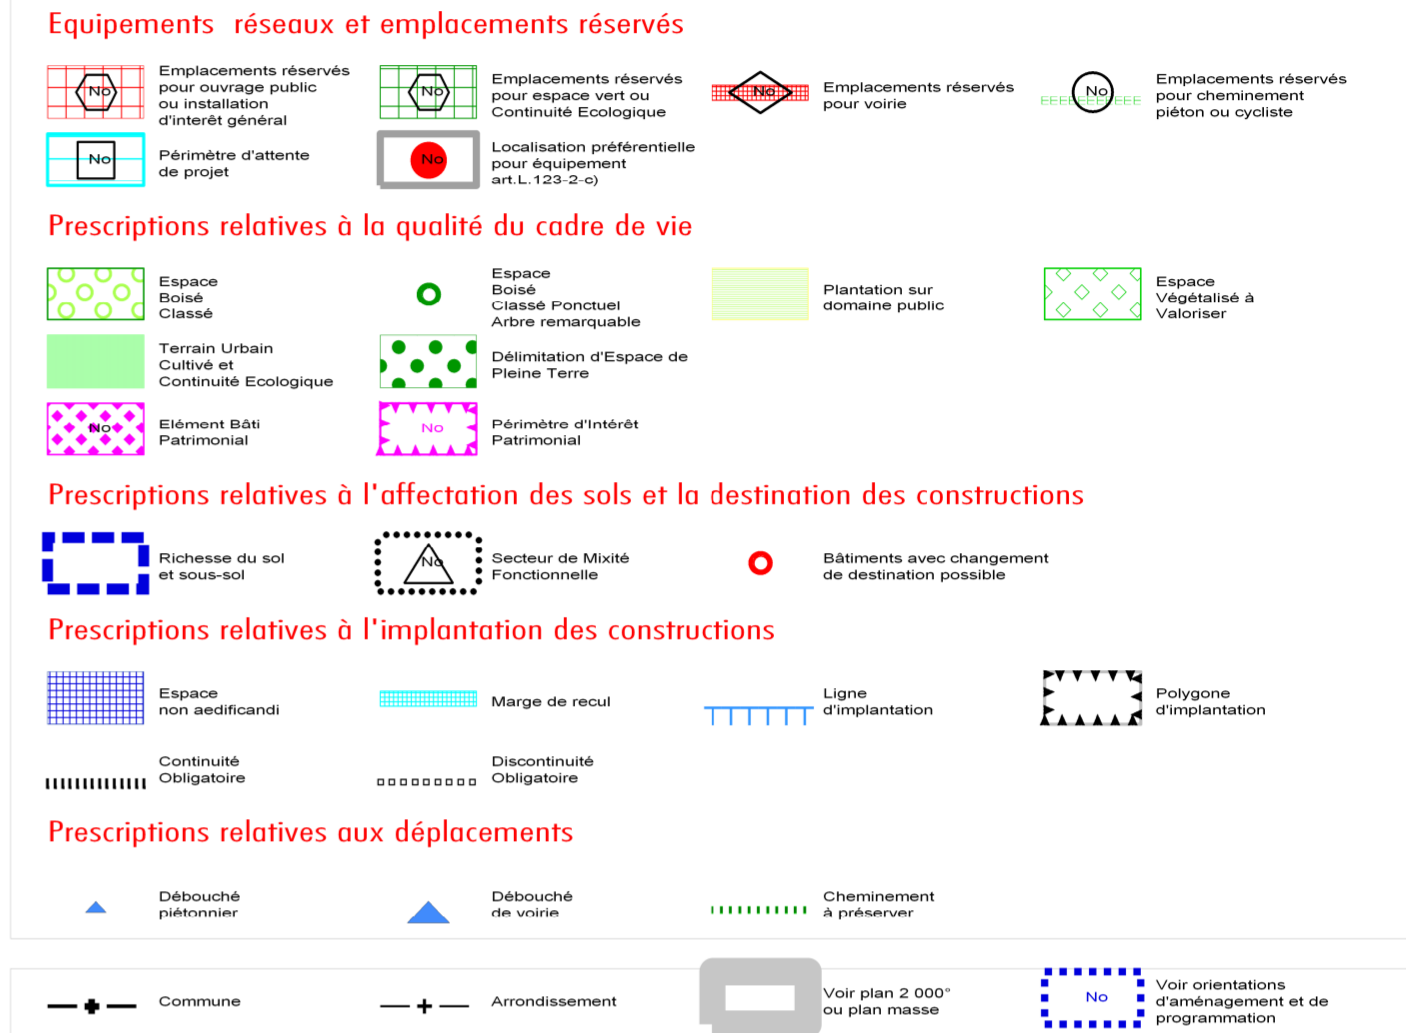 Equipements réseaux et emplacements réservés
No
Emplacements réservés
pour ouvrage public
ou installation
d'interêt général
No
Emplacements réservés
pour espace vert ou
Continuité Ecologique
No
Emplacements réservés
pour voirie
No
Emplacements réservés
pour cheminement
piéton ou cycliste
No
Périmètre d'attente
de projet
No
Localisation préférentielle
pour équipement
art.L.123-2-c)
Prescriptions relatives à la qualité du cadre de vie
Espace
Boisé
Classé
Espace
Boisé
Classé Ponctuel
Arbre remarquable
Plantation sur
domaine public
Espace
Végétalisé à
Valoriser
Terrain Urbain
Cultivé et
Continuité Ecologique
Délimitation d'Espace de
Pleine Terre
No
Elément Bâti
Patrimonial
No
Périmètre d'Intérêt
Patrimonial
Prescriptions relatives à l'affectation des sols et la destination des constructions
Richesse du sol
et sous-sol
No
Secteur de Mixité
Fonctionnelle
Bâtiments avec changement
de destination possible
Prescriptions relatives à l'implantation des constructions
Espace
non aedificandi
Marge de recul
Ligne
d'implantation
Polygone
d'implantation
Continuité
Obligatoire
Discontinuité
Obligatoire
Prescriptions relatives aux déplacements
Débouché
piétonnier
Débouché
de voirie
Cheminement
à préserver
Commune
Arrondissement
Voir plan 2 000°
ou plan masse
No
Voir orientations
d'aménagement et de
programmation